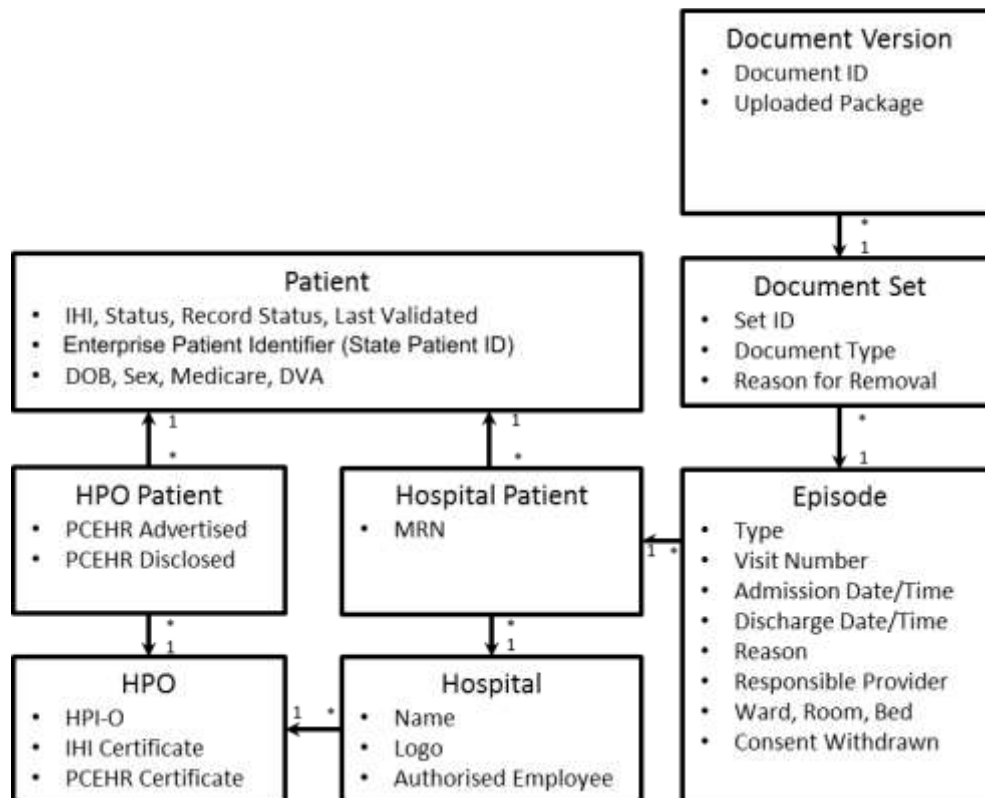 Document Version
• Document ID
• Uploaded Package
*
1
Patient
• IHI, Status, Record Status, Last Validated
• Enterprise Patient Identifier (State Patient ID)
• DOB, Sex, Medicare, DVA
Document Set
• Set ID
• Document Type
• Reason for Removal
1
*
1
*
*
1
HPO Patient
• PCEHR Advertised
• PCEHR Disclosed
Hospital Patient
• MRN
1 *
Episode
• Type
• Visit Number
• Admission Date/Time
• Discharge Date/Time
• Reason
• Responsible Provider
• Ward, Room, Bed
• Consent Withdrawn
*
1
*
1
HPO
• HPI-O
• IHI Certificate
• PCEHR Certificate
1 *
Hospital
• Name
• Logo
• Authorised Employee